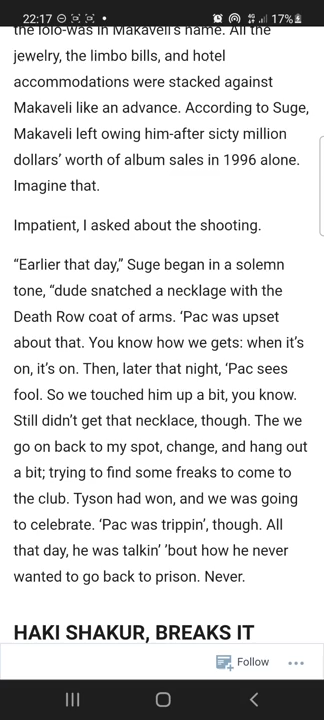 22:17
17%
the lolo-was in Makaveli's name. All the
jewelry, the limbo bills, and hotel
accommodations were stacked against
Makaveli like an advance. According to Suge,
Makaveli left owing him-after sicty million
dollars’ worth of album sales in 1996 alone.
Imagine that.
Impatient, I asked about the shooting.
“Earlier that day,” Suge began in a solemn
tone, “dude snatched a necklage with the
Death Row coat of arms. ‘Pac was upset
about that. You know how we gets: when it’s
on, it’s on. Then, later that night, ‘Pac sees
fool. So we touched him up a bit, you know.
Still didn’t get that necklace, though. The we
go on back to my spot, change, and hang out
a bit; trying to find some freaks to come to
the club. Tyson had won, and we was going
to celebrate. ‘Pac was trippin’, though. All
that day, he was talkin’ ’bout how he never
wanted to go back to prison. Never.
HAKI SHAKUR, BREAKS IT
Follow